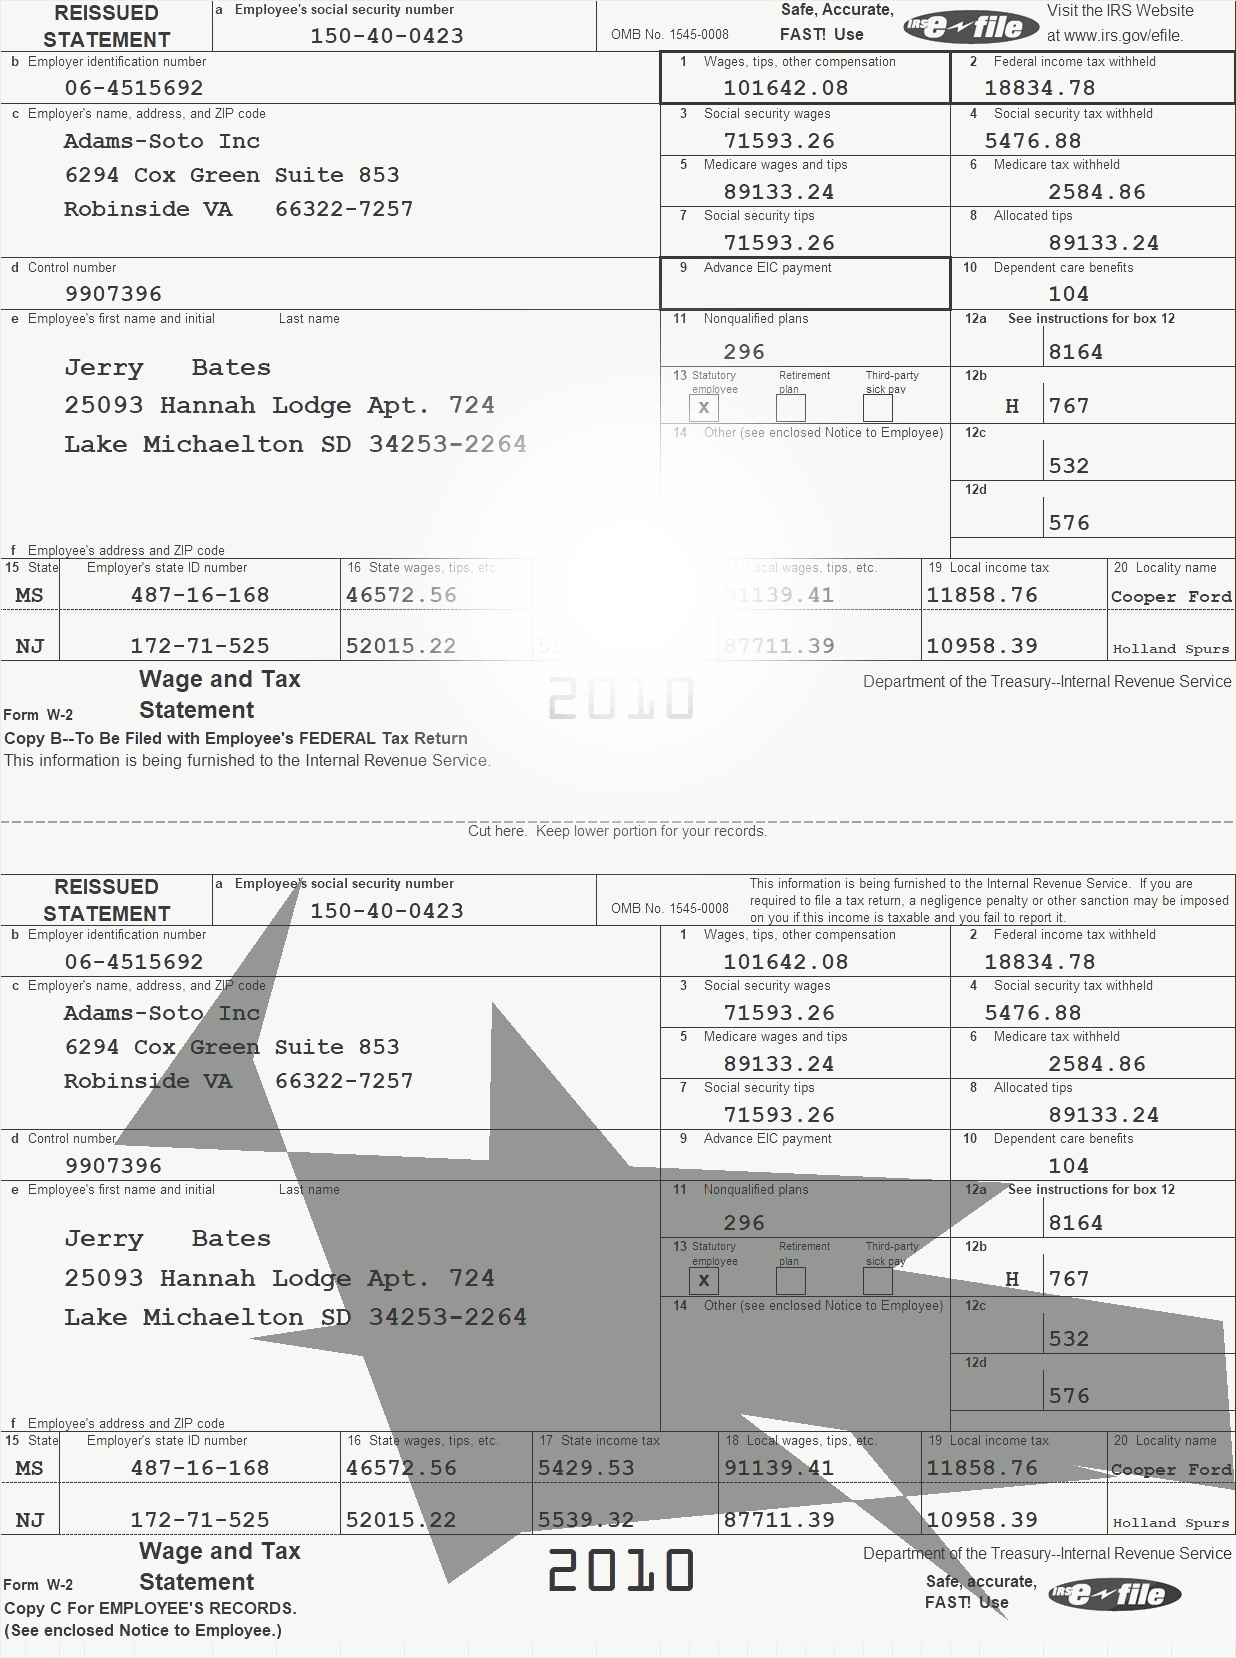 REISSUED STATEMENT
a Employee's social security number
150-40-0423
OMB No. 1545-0008
Safe, Accurate,
FAST! Use
IRS e-file
Visit the IRS Website
at www.irs.gov/efile.
b Employer identification number
06-4515692
1 Wages, tips, other compensation
101642.08
2 Federal income tax withheld
18834.78
c Employer's name, address, and ZIP code
Adams-Soto Inc
6294 Cox Green Suite 853
Robinside VA 66322-7257
3 Social security wages
71593.26
4 Social security tax withheld
5476.88
5 Medicare wages and tips
89133.24
6 Medicare tax withheld
2584.86
7 Social security tips
71593.26
8 Allocated tips
89133.24
d Control number
9907396
9 Advance EIC payment
10 Dependent care benefits
104
e Employee's first name and initial Last name
Jerry Bates
25093 Hannah Lodge Apt. 724
Lake Michaelton SD 34253-2264
11 Nonqualified plans
296
12a See instructions for box 12
8164
13 Statutory employee Retirement plan Third-party sick pay
X
12b
H 767
14 Other (see enclosed Notice to Employee)
12c
532
12d
576
f Employee's address and ZIP code
15 State Employer's state ID number 16 State wages, tips, etc. Local wages, tips, etc. 19 Local income tax 20 Locality name
MS 487-16-168 46572.56 91139.41 11858.76 Cooper Ford
NJ 172-71-525 52015.22 87711.39 10958.39 Holland Spurs
Form W-2
Wage and Tax
Statement
2010
Department of the Treasury--Internal Revenue Service
Copy B--To Be Filed with Employee's FEDERAL Tax Return
This information is being furnished to the Internal Revenue Service.
Cut here. Keep lower portion for your records.
REISSUED STATEMENT
a Employee's social security number
150-40-0423
OMB No. 1545-0008
This information is being furnished to the Internal Revenue Service. If you are
required to file a tax return, a negligence penalty or other sanction may be imposed
on you if this income is taxable and you fail to report it.
b Employer identification number
06-4515692
1 Wages, tips, other compensation
101642.08
2 Federal income tax withheld
18834.78
c Employer's name, address, and ZIP code
Adams-Soto Inc
6294 Cox Green Suite 853
Robinside VA 66322-7257
3 Social security wages
71593.26
4 Social security tax withheld
5476.88
5 Medicare wages and tips
89133.24
6 Medicare tax withheld
2584.86
7 Social security tips
71593.26
8 Allocated tips
89133.24
d Control number
9907396
9 Advance EIC payment
10 Dependent care benefits
104
e Employee's first name and initial Last name
Jerry Bates
25093 Hannah Lodge Apt. 724
Lake Michaelton SD 34253-2264
11 Nonqualified plans
296
12a See instructions for box 12
8164
13 Statutory employee Retirement plan Third-party sick pay
X
12b
H 767
14 Other (see enclosed Notice to Employee)
12c
532
12d
576
f Employee's address and ZIP code
15 State Employer's state ID number 16 State wages, tips, etc. 17 State income tax 18 Local wages, tips, etc. 19 Local income tax 20 Locality name
MS 487-16-168 46572.56 5429.53 91139.41 11858.76 Cooper Ford
NJ 172-71-525 52015.22 5539.32 87711.39 10958.39 Holland Spurs
Form W-2
Wage and Tax
Statement
2010
Department of the Treasury--Internal Revenue Service
Safe, accurate,
FAST! Use
IRS e-file
Copy C For EMPLOYEE'S RECORDS.
(See enclosed Notice to Employee.)